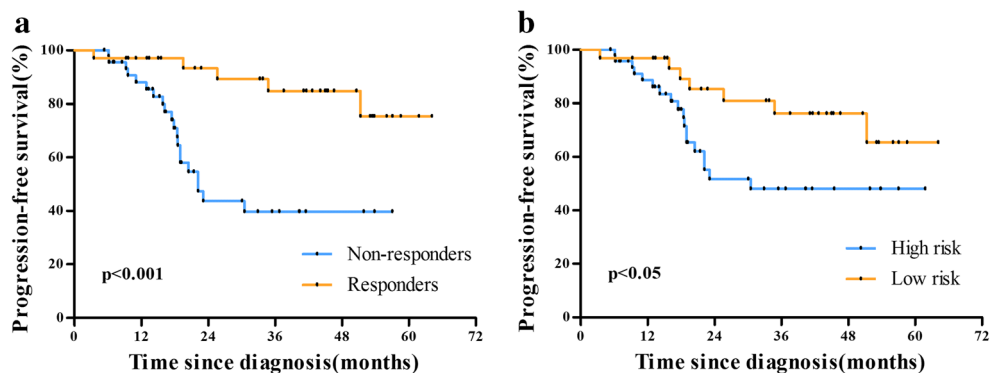 a
Progression-free survival(%)
100
80
60
40
20
0
p<0.001
Non-responders
Responders
0 12 24 36 48 60 72
Time since diagnosis(months)
b
Progression-free survival(%)
100
80
60
40
20
0
p<0.05
High risk
Low risk
0 12 24 36 48 60 72
Time since diagnosis(months)